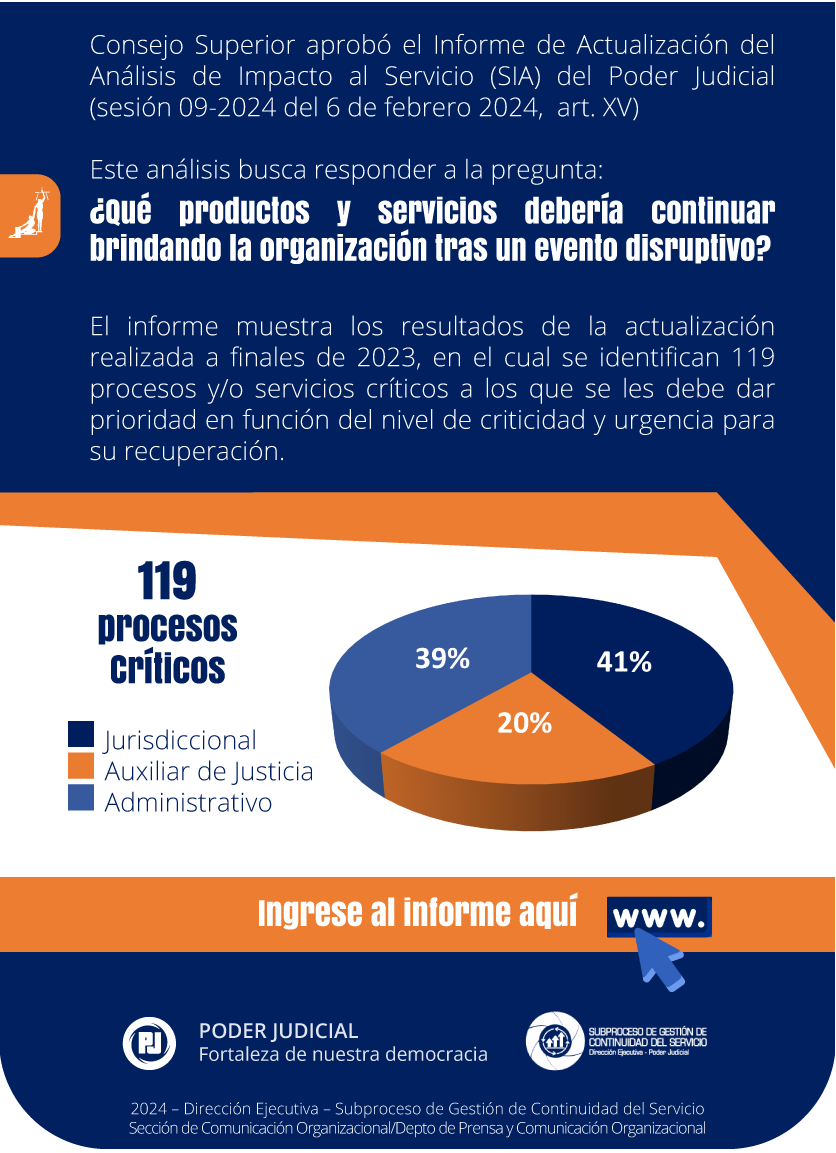 Consejo Superior aprobó el Informe de Actualización del
Análisis de Impacto al Servicio (SIA) del Poder Judicial
(sesión 09-2024 del 6 de febrero 2024, art. XV)
Este análisis busca responder a la pregunta:
¿Qué productos y servicios debería continuar
brindando la organización tras un evento disruptivo?
El informe muestra los resultados de la actualización
realizada a finales de 2023, en el cual se identifican 119
procesos y/o servicios críticos a los que se les debe dar
prioridad en función del nivel de criticidad y urgencia para
su recuperación.
119
procesos
críticos
39%
41%
20%
Jurisdiccional
Auxiliar de Justicia
Administrativo
Ingrese al informe aquí
www.
PJ
PODER JUDICIAL
Fortaleza de nuestra democracia
SUBPROCESO DE GESTIÓN DE
CONTINUIDAD DEL SERVICIO
Dirección Ejecutiva - Poder Judicial
2024 – Dirección Ejecutiva – Subproceso de Gestión de Continuidad del Servicio
Sección de Comunicación Organizacional/Depto de Prensa y Comunicación Organizacional